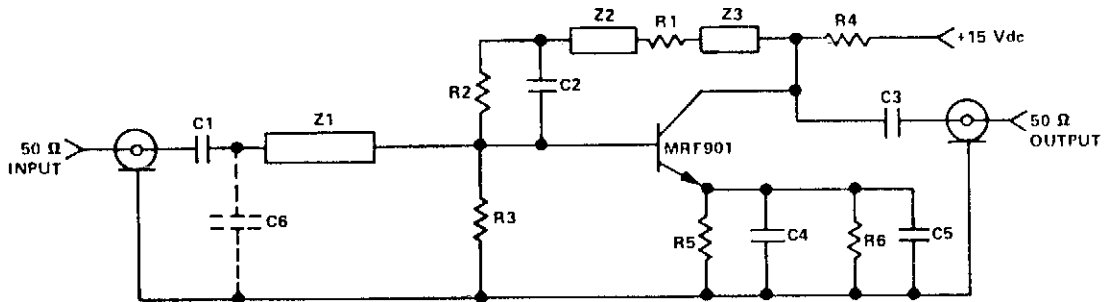 Z2
R1
Z3
R4
+15 Vdc
R2
C2
C3
C1
Z1
50 Ω
INPUT
50 Ω
OUTPUT
MRF901
C6
R3
R5
C4
R6
C5